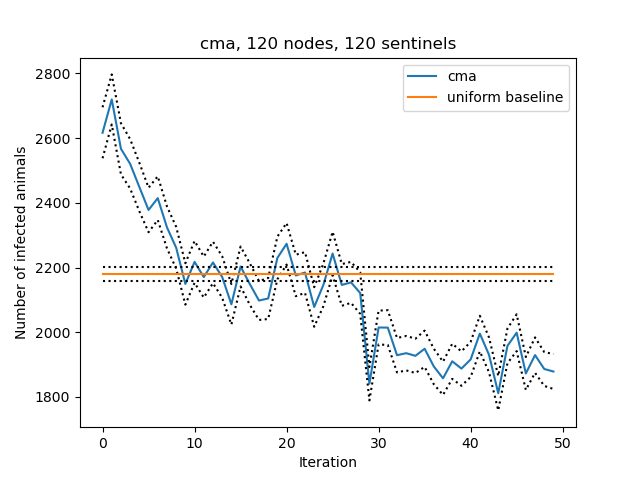 cma, 120 nodes, 120 sentinels
cma
uniform baseline
Number of infected animals
2800
2600
2400
2200
2000
1800
0 10 20 30 40 50
Iteration